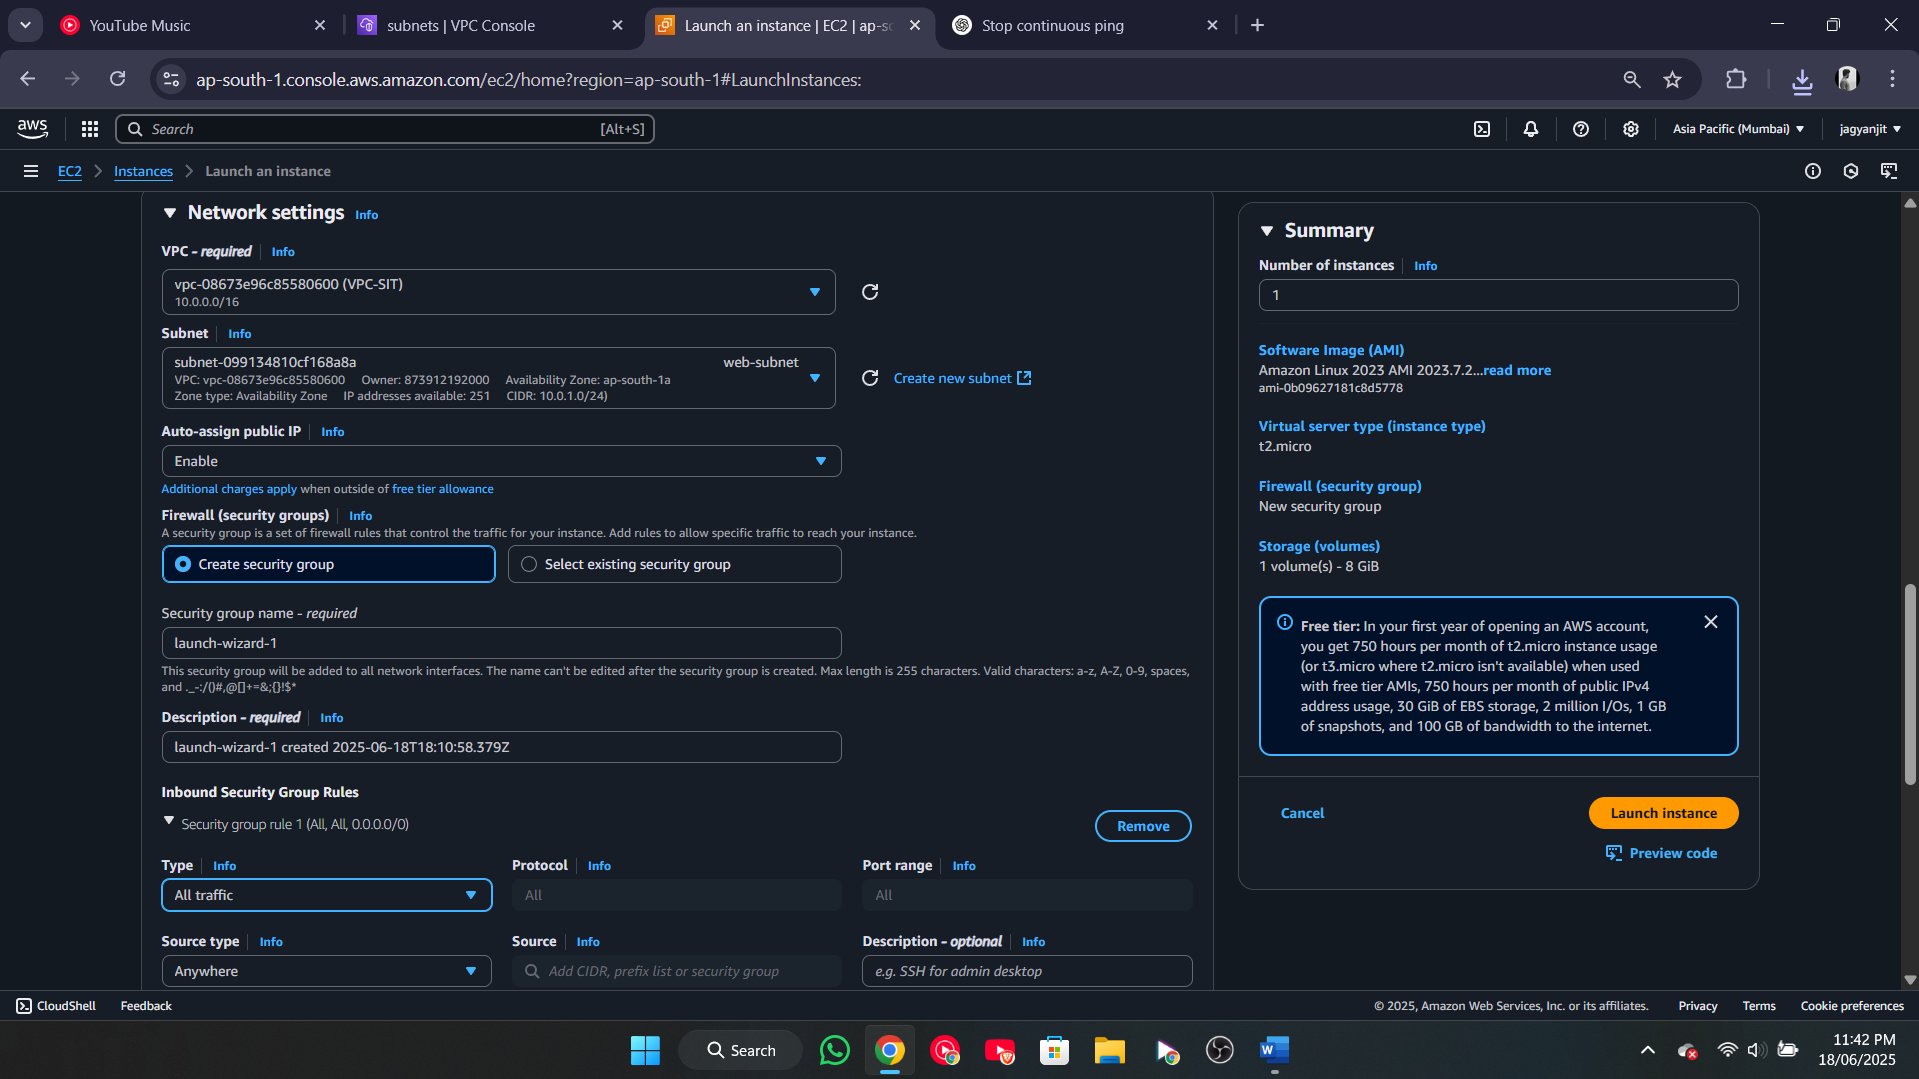 YouTube Music
subnets | VPC Console
Launch an instance | EC2 | ap-so
Stop continuous ping
ap-south-1.console.aws.amazon.com/ec2/home?region=ap-south-1#LaunchInstances:
aws
Search
[Alt+S]
Asia Pacific (Mumbai)
jagyanjit
EC2
Instances
Launch an instance
Network settings Info
VPC - required Info
vpc-08673e96c85580600 (VPC-SIT)
10.0.0.0/16
Subnet Info
subnet-099134810cf168a8a web-subnet
VPC: vpc-08673e96c85580600 Owner: 873912192000 Availability Zone: ap-south-1a
Zone type: Availability Zone IP addresses available: 251 CIDR: 10.0.1.0/24)
Create new subnet
Auto-assign public IP Info
Enable
Additional charges apply when outside of free tier allowance
Firewall (security groups) Info
A security group is a set of firewall rules that control the traffic for your instance. Add rules to allow specific traffic to reach your instance.
Create security group
Select existing security group
Security group name - required
launch-wizard-1
This security group will be added to all network interfaces. The name can't be edited after the security group is created. Max length is 255 characters. Valid characters: a-z, A-Z, 0-9, spaces,
and ._-:/()#,@[]+=&;{}!$*
Description - required Info
launch-wizard-1 created 2025-06-18T18:10:58.379Z
Inbound Security Group Rules
Security group rule 1 (All, All, 0.0.0.0/0)
Remove
Type Info
Protocol Info
Port range Info
All traffic
All
All
Source type Info
Source Info
Description - optional Info
Anywhere
Add CIDR, prefix list or security group
e.g. SSH for admin desktop
Summary
Number of instances Info
1
Software Image (AMI)
Amazon Linux 2023 AMI 2023.7.2...read more
ami-0b09627181c8d5778
Virtual server type (instance type)
t2.micro
Firewall (security group)
New security group
Storage (volumes)
1 volume(s) - 8 GiB
Free tier: In your first year of opening an AWS account,
you get 750 hours per month of t2.micro instance usage
(or t3.micro where t2.micro isn't available) when used
with free tier AMIs, 750 hours per month of public IPv4
address usage, 30 GiB of EBS storage, 2 million I/Os, 1 GB
of snapshots, and 100 GB of bandwidth to the internet.
Cancel
Launch instance
Preview code
CloudShell
Feedback
© 2025, Amazon Web Services, Inc. or its affiliates.
Privacy
Terms
Cookie preferences
Search
11:42 PM
18/06/2025